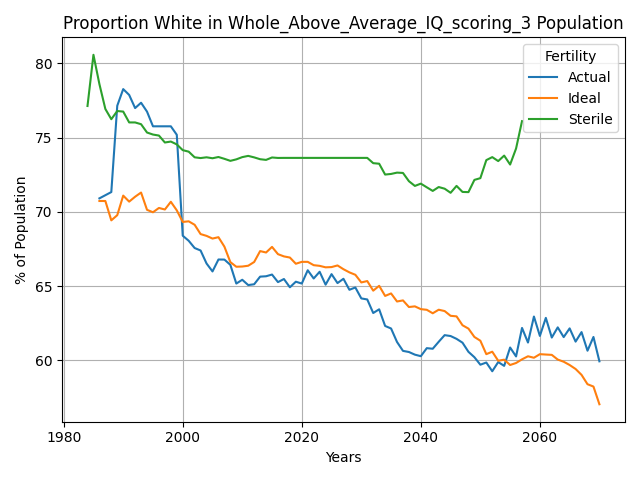 Proportion White in Whole_Above_Average_IQ_scoring_3 Population
% of Population
80
75
70
65
60
1980
2000
2020
2040
2060
Years
Fertility
Actual
Ideal
Sterile